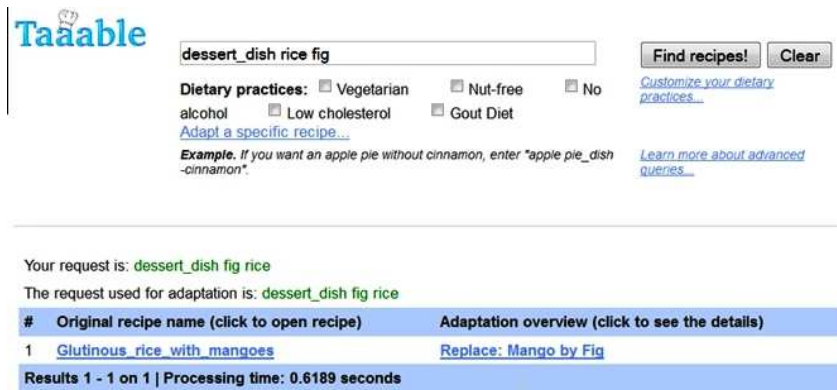 Taaable
dessert_dish rice fig
Find recipes! Clear
Dietary practices: Vegetarian Nut-free No
alcohol Low cholesterol Gout Diet
Customize your dietary
practices...
Adapt a specific recipe...
Example. If you want an apple pie without cinnamon, enter "apple pie_dish
-cinnamon".
Learn more about advanced
queries...
Your request is: dessert_dish fig rice
The request used for adaptation is: dessert_dish fig rice
# Original recipe name (click to open recipe) Adaptation overview (click to see the details)
1 Glutinous_rice_with_mangoes Replace: Mango by Fig
Results 1 - 1 on 1 | Processing time: 0.6189 seconds